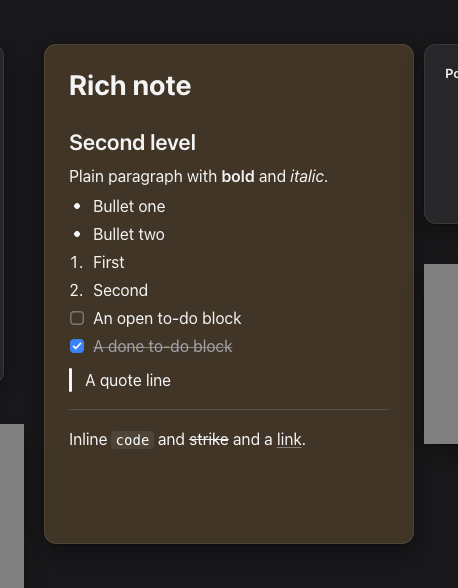 Rich note
Second level
Plain paragraph with bold and italic.
• Bullet one
• Bullet two
1. First
2. Second
An open to-do block
A done to-do block
A quote line
Inline code and strike and a link.